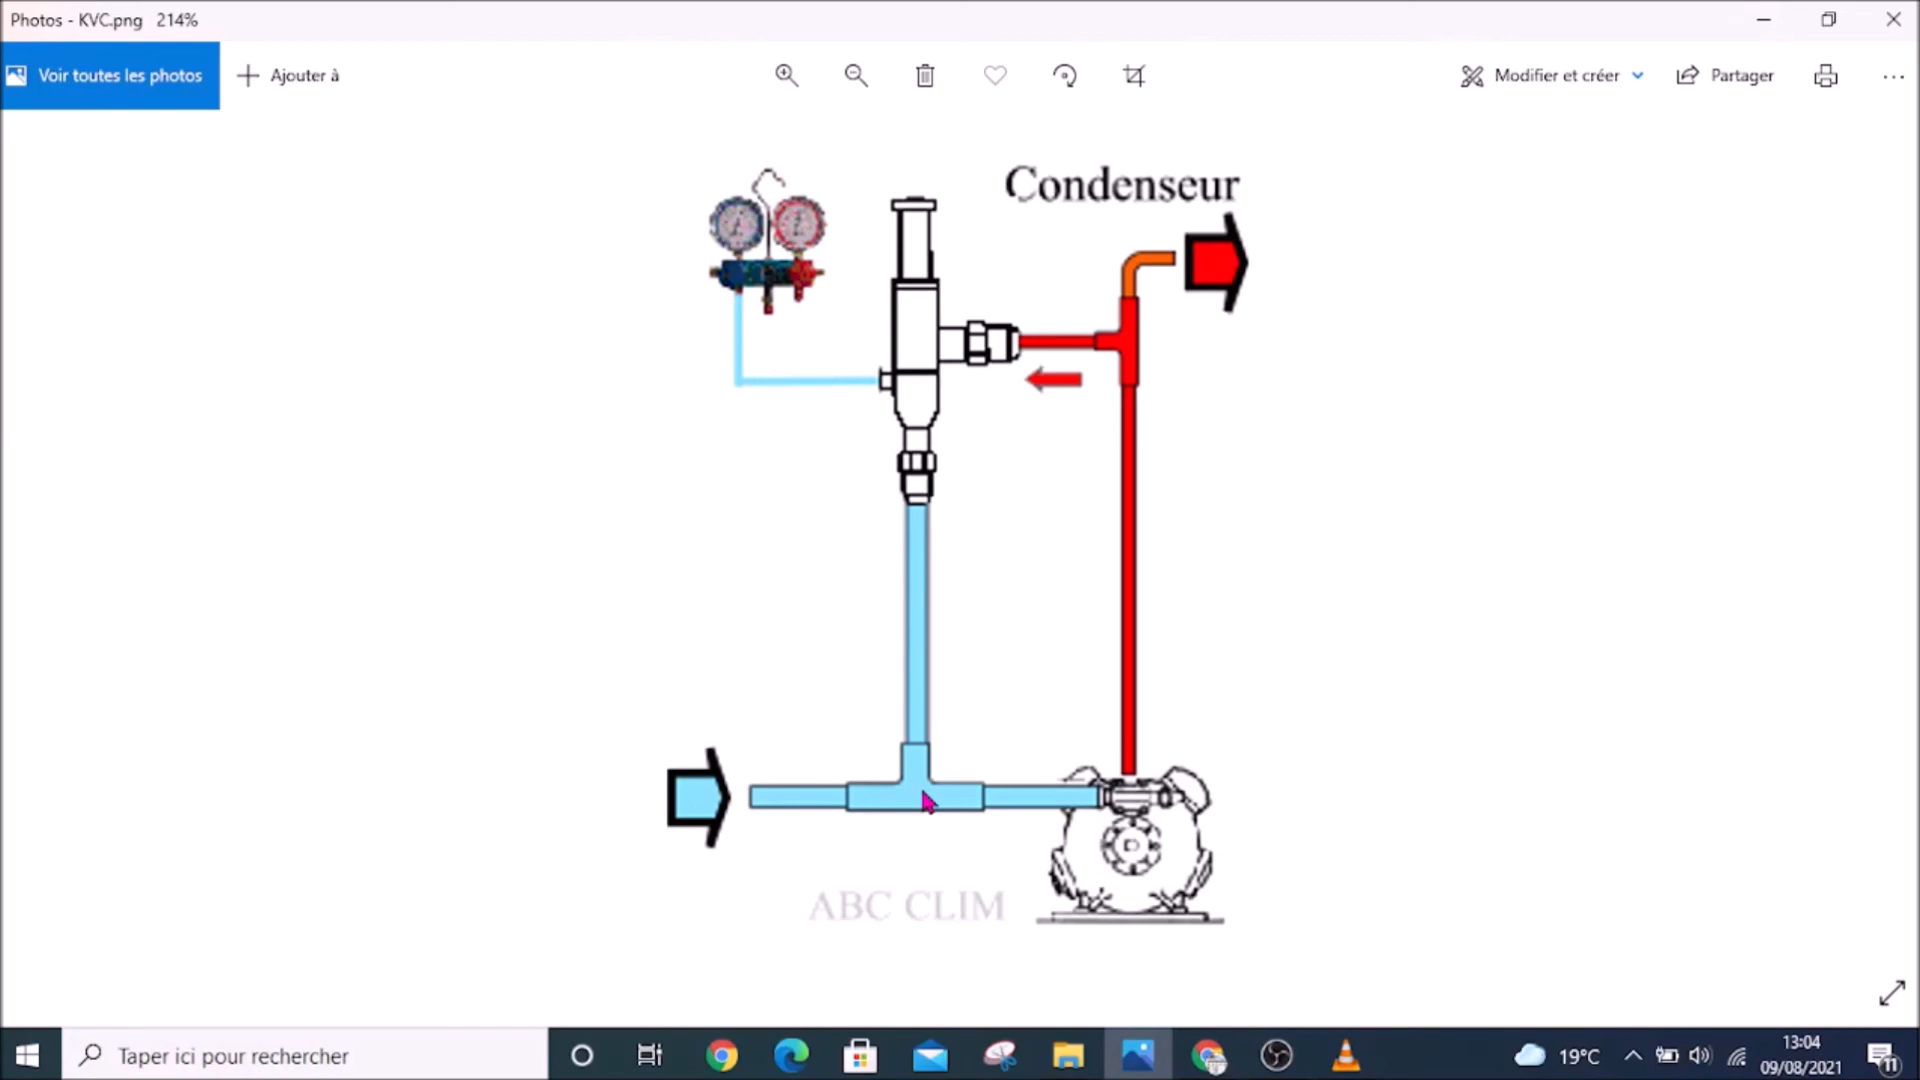 Photos - KVC.png 214%
Voir toutes les photos
Ajouter à
Modifier et créer
Partager
Condenseur
ABC CLIM
Taper ici pour rechercher
19°C
13:04
09/08/2021
11